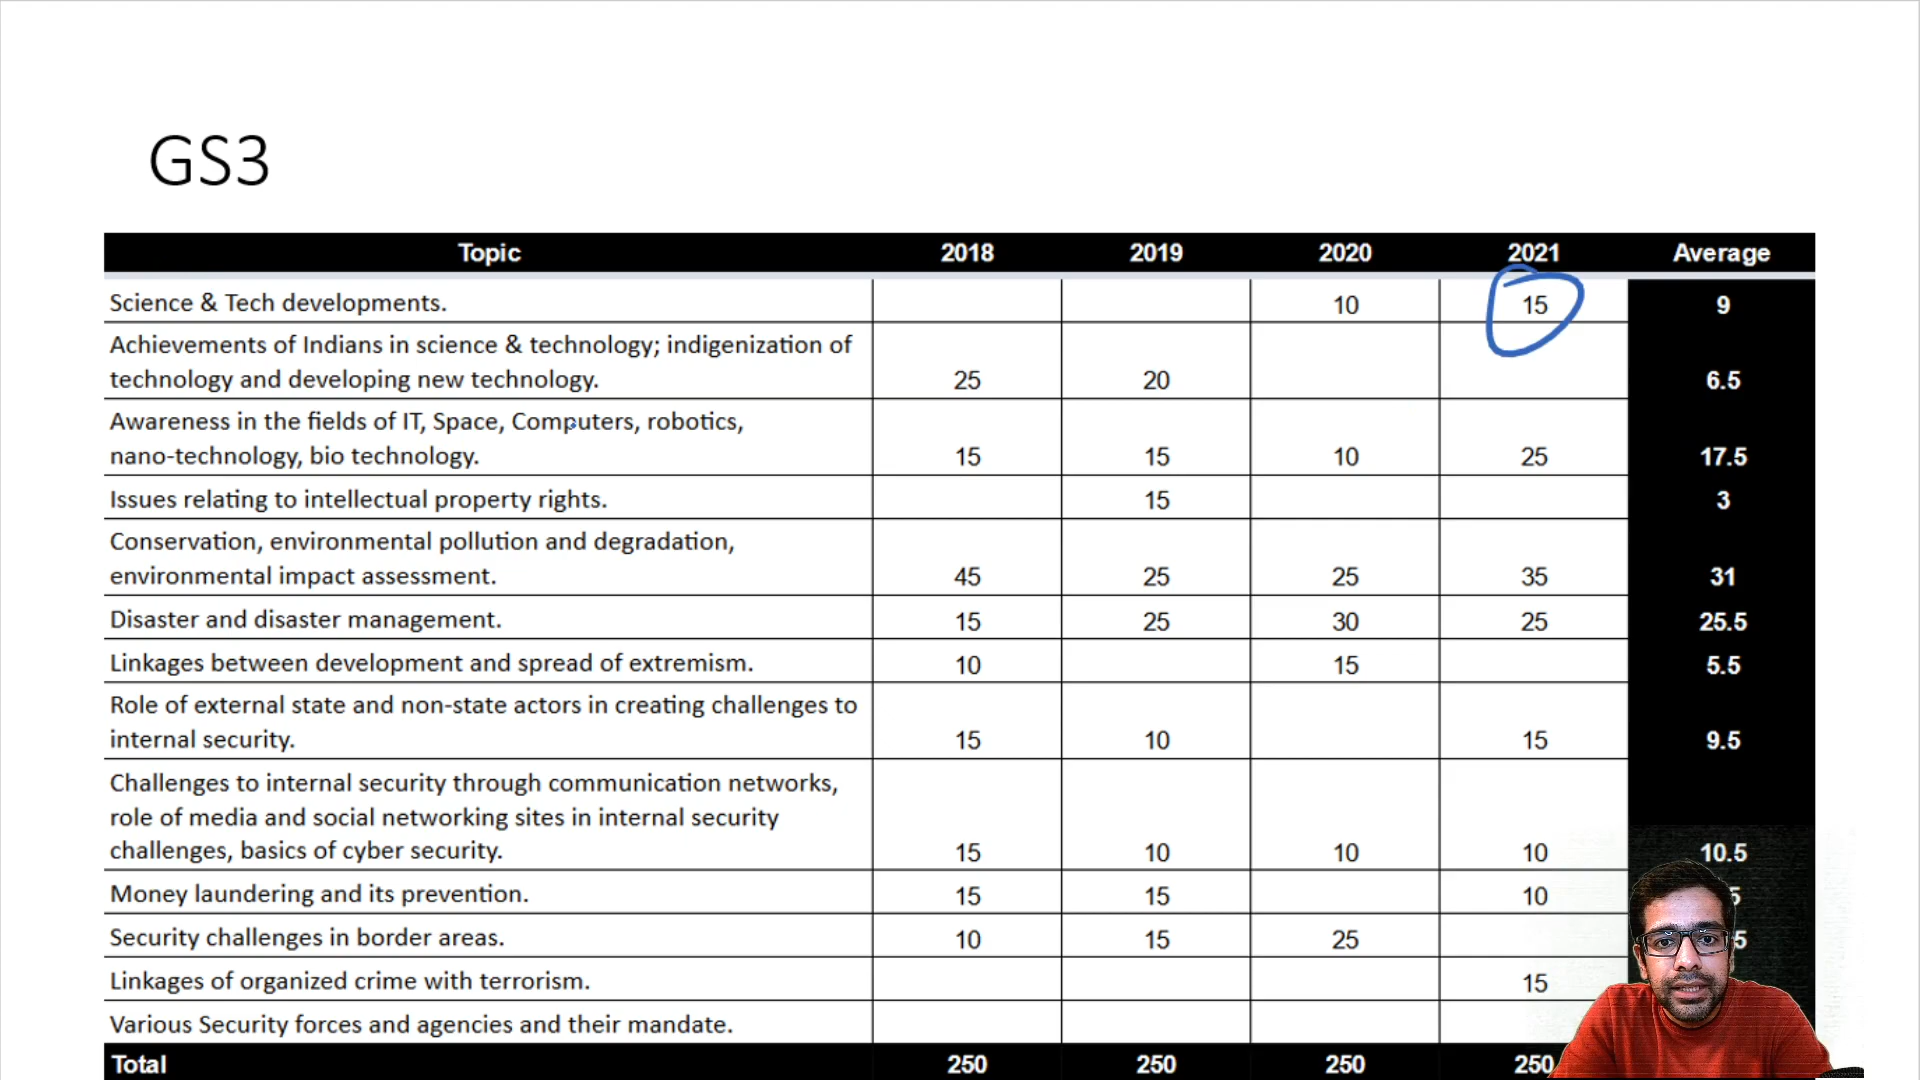 GS3
Topic 2018 2019 2020 2021 Average
Science & Tech developments. 10 15 9
Achievements of Indians in science & technology; indigenization of
technology and developing new technology. 25 20 6.5
Awareness in the fields of IT, Space, Computers, robotics,
nano-technology, bio technology. 15 15 10 25 17.5
Issues relating to intellectual property rights. 15 3
Conservation, environmental pollution and degradation,
environmental impact assessment. 45 25 25 35 31
Disaster and disaster management. 15 25 30 25 25.5
Linkages between development and spread of extremism. 10 15 5.5
Role of external state and non-state actors in creating challenges to
internal security. 15 10 15 9.5
Challenges to internal security through communication networks,
role of media and social networking sites in internal security
challenges, basics of cyber security. 15 10 10 10 10.5
Money laundering and its prevention. 15 15 10
Security challenges in border areas. 10 15 25
Linkages of organized crime with terrorism. 15
Various Security forces and agencies and their mandate.
Total 250 250 250 250